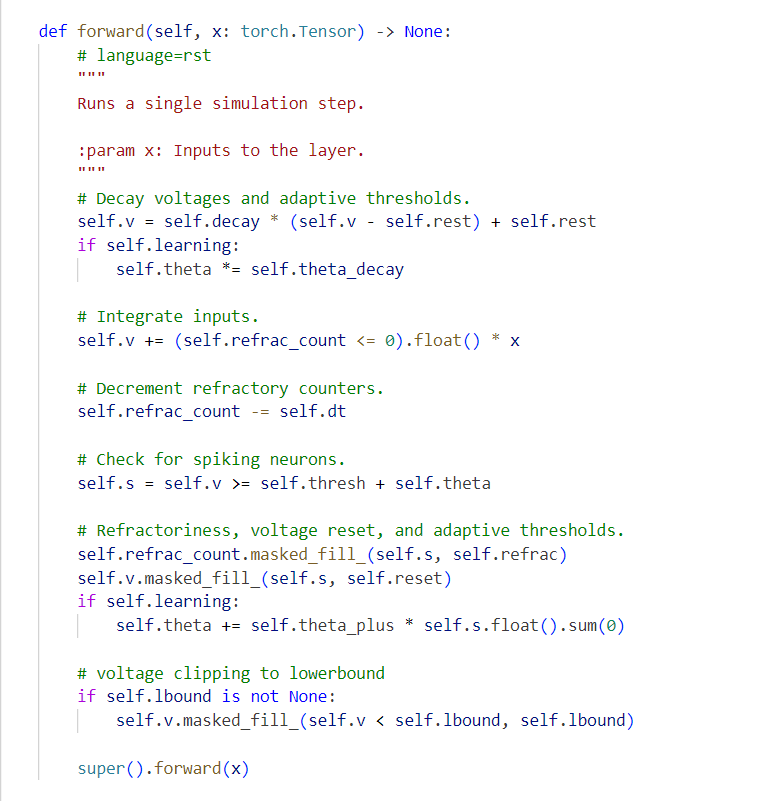 def forward(self, x: torch.Tensor) -> None:
    # language=rst
    """
    Runs a single simulation step.

    :param x: Inputs to the layer.
    """
    # Decay voltages and adaptive thresholds.
    self.v = self.decay * (self.v - self.rest) + self.rest
    if self.learning:
        self.theta *= self.theta_decay

    # Integrate inputs.
    self.v += (self.refrac_count <= 0).float() * x

    # Decrement refractory counters.
    self.refrac_count -= self.dt

    # Check for spiking neurons.
    self.s = self.v >= self.thresh + self.theta

    # Refractoriness, voltage reset, and adaptive thresholds.
    self.refrac_count.masked_fill_(self.s, self.refrac)
    self.v.masked_fill_(self.s, self.reset)
    if self.learning:
        self.theta += self.theta_plus * self.s.float().sum(0)

    # voltage clipping to lowerbound
    if self.lbound is not None:
        self.v.masked_fill_(self.v < self.lbound, self.lbound)

    super().forward(x)